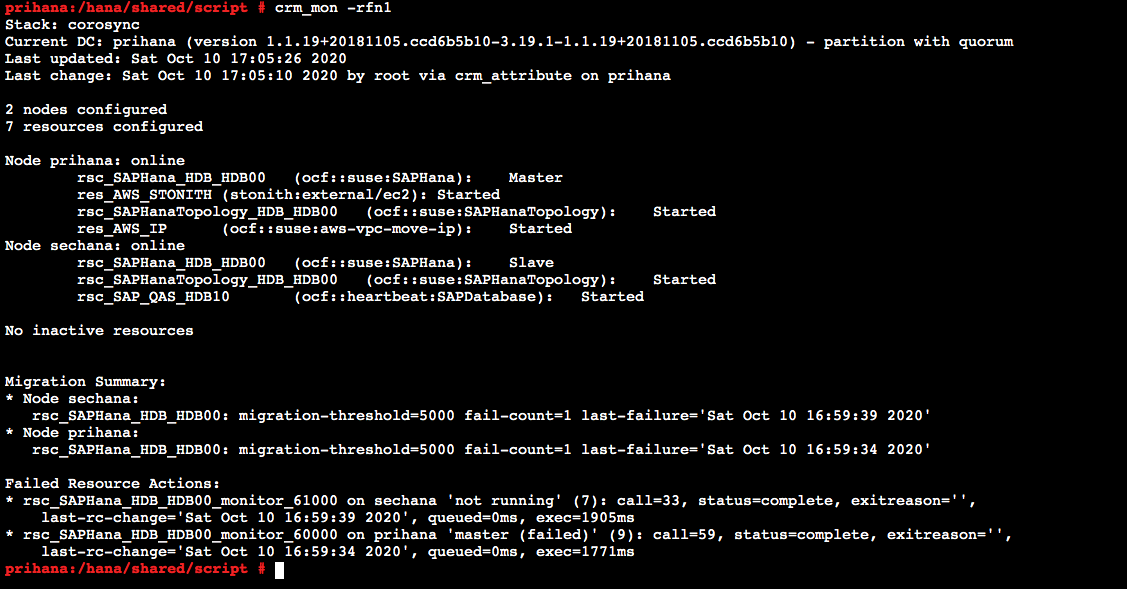 prihana:/hana/shared/script # crm_mon -rfn1
Stack: corosync
Current DC: prihana (version 1.1.19+20181105.ccd6b5b10-3.19.1-1.1.19+20181105.ccd6b5b10) - partition with quorum
Last updated: Sat Oct 10 17:05:26 2020
Last change: Sat Oct 10 17:05:10 2020 by root via crm_attribute on prihana
2 nodes configured
7 resources configured
Node prihana: online
rsc_SAPHana_HDB_HDB00 (ocf::suse:SAPHana): Master
res_AWS_STONITH (stonith:external/ec2): Started
rsc_SAPHanaTopology_HDB_HDB00 (ocf::suse:SAPHanaTopology): Started
res_AWS_IP (ocf::suse:aws-vpc-move-ip): Started
Node sechana: online
rsc_SAPHana_HDB_HDB00 (ocf::suse:SAPHana): Slave
rsc_SAPHanaTopology_HDB_HDB00 (ocf::suse:SAPHanaTopology): Started
rsc_SAP_QAS_HDB10 (ocf::heartbeat:SAPDatabase): Started
No inactive resources
Migration Summary:
* Node sechana:
rsc_SAPHana_HDB_HDB00: migration-threshold=5000 fail-count=1 last-failure='Sat Oct 10 16:59:39 2020'
* Node prihana:
rsc_SAPHana_HDB_HDB00: migration-threshold=5000 fail-count=1 last-failure='Sat Oct 10 16:59:34 2020'
Failed Resource Actions:
* rsc_SAPHana_HDB_HDB00_monitor_61000 on sechana 'not running' (7): call=33, status=complete, exitreason='',
last-rc-change='Sat Oct 10 16:59:39 2020', queued=0ms, exec=1905ms
* rsc_SAPHana_HDB_HDB00_monitor_60000 on prihana 'master (failed)' (9): call=59, status=complete, exitreason='',
last-rc-change='Sat Oct 10 16:59:34 2020', queued=0ms, exec=1771ms
prihana:/hana/shared/script #